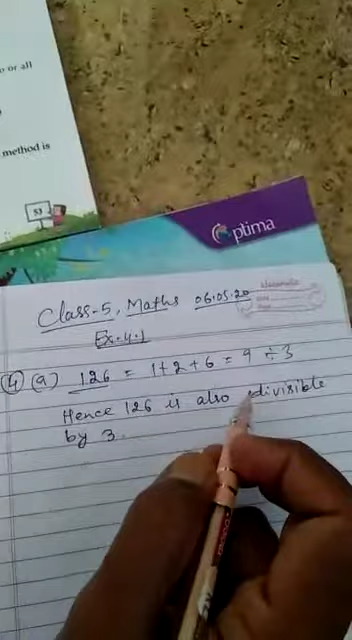 o or all
method is
53
ptima
Class-5, Maths 06.05.20
Ex.4.1
(4) (a) 126 = 1+2+6 = 9 ÷ 3
Hence 126 is also divisible
by 3.